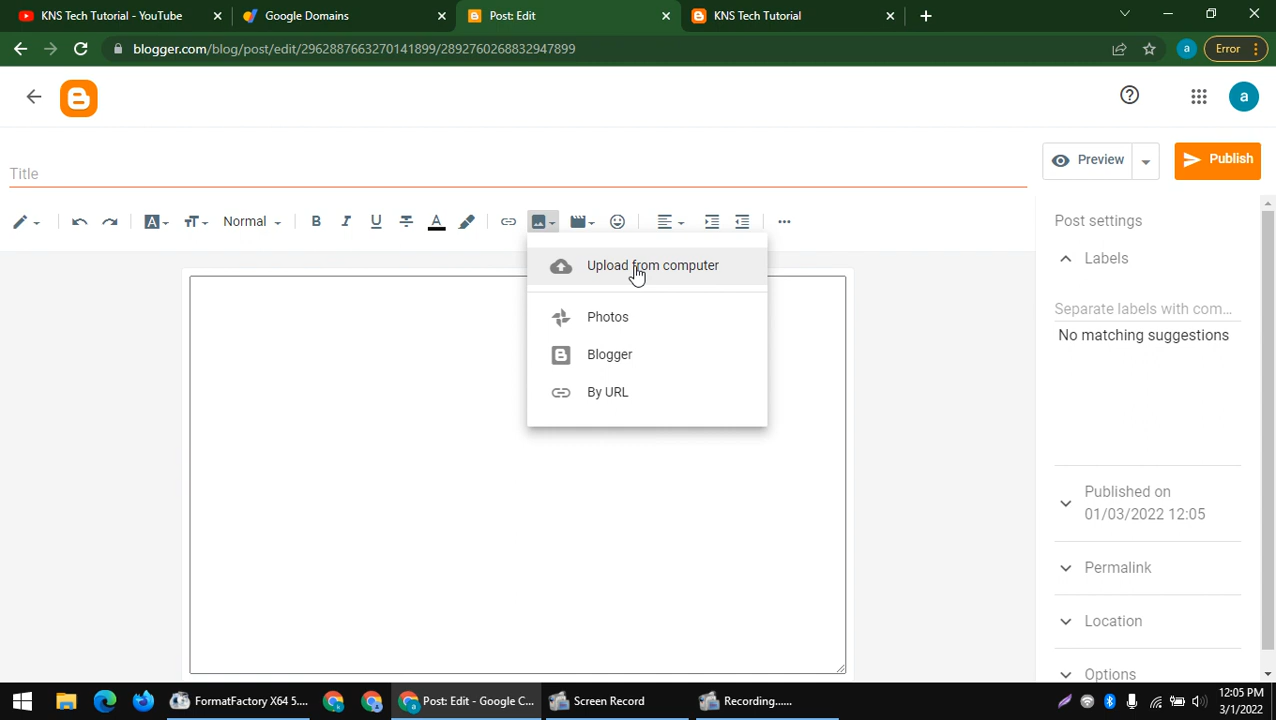 KNS Tech Tutorial - YouTube
Google Domains
Post: Edit
KNS Tech Tutorial
blogger.com/blog/post/edit/2962887663270141899/2892760268832947899
a
Error
a
Title
Preview
Publish
A
Normal
B
I
U
A
Upload from computer
Photos
Blogger
By URL
Post settings
Labels
Separate labels with com...
No matching suggestions
Published on
01/03/2022 12:05
Permalink
Location
Options
FormatFactory X64 5....
Post: Edit - Google C...
Screen Record
Recording......
12:05 PM
3/1/2022